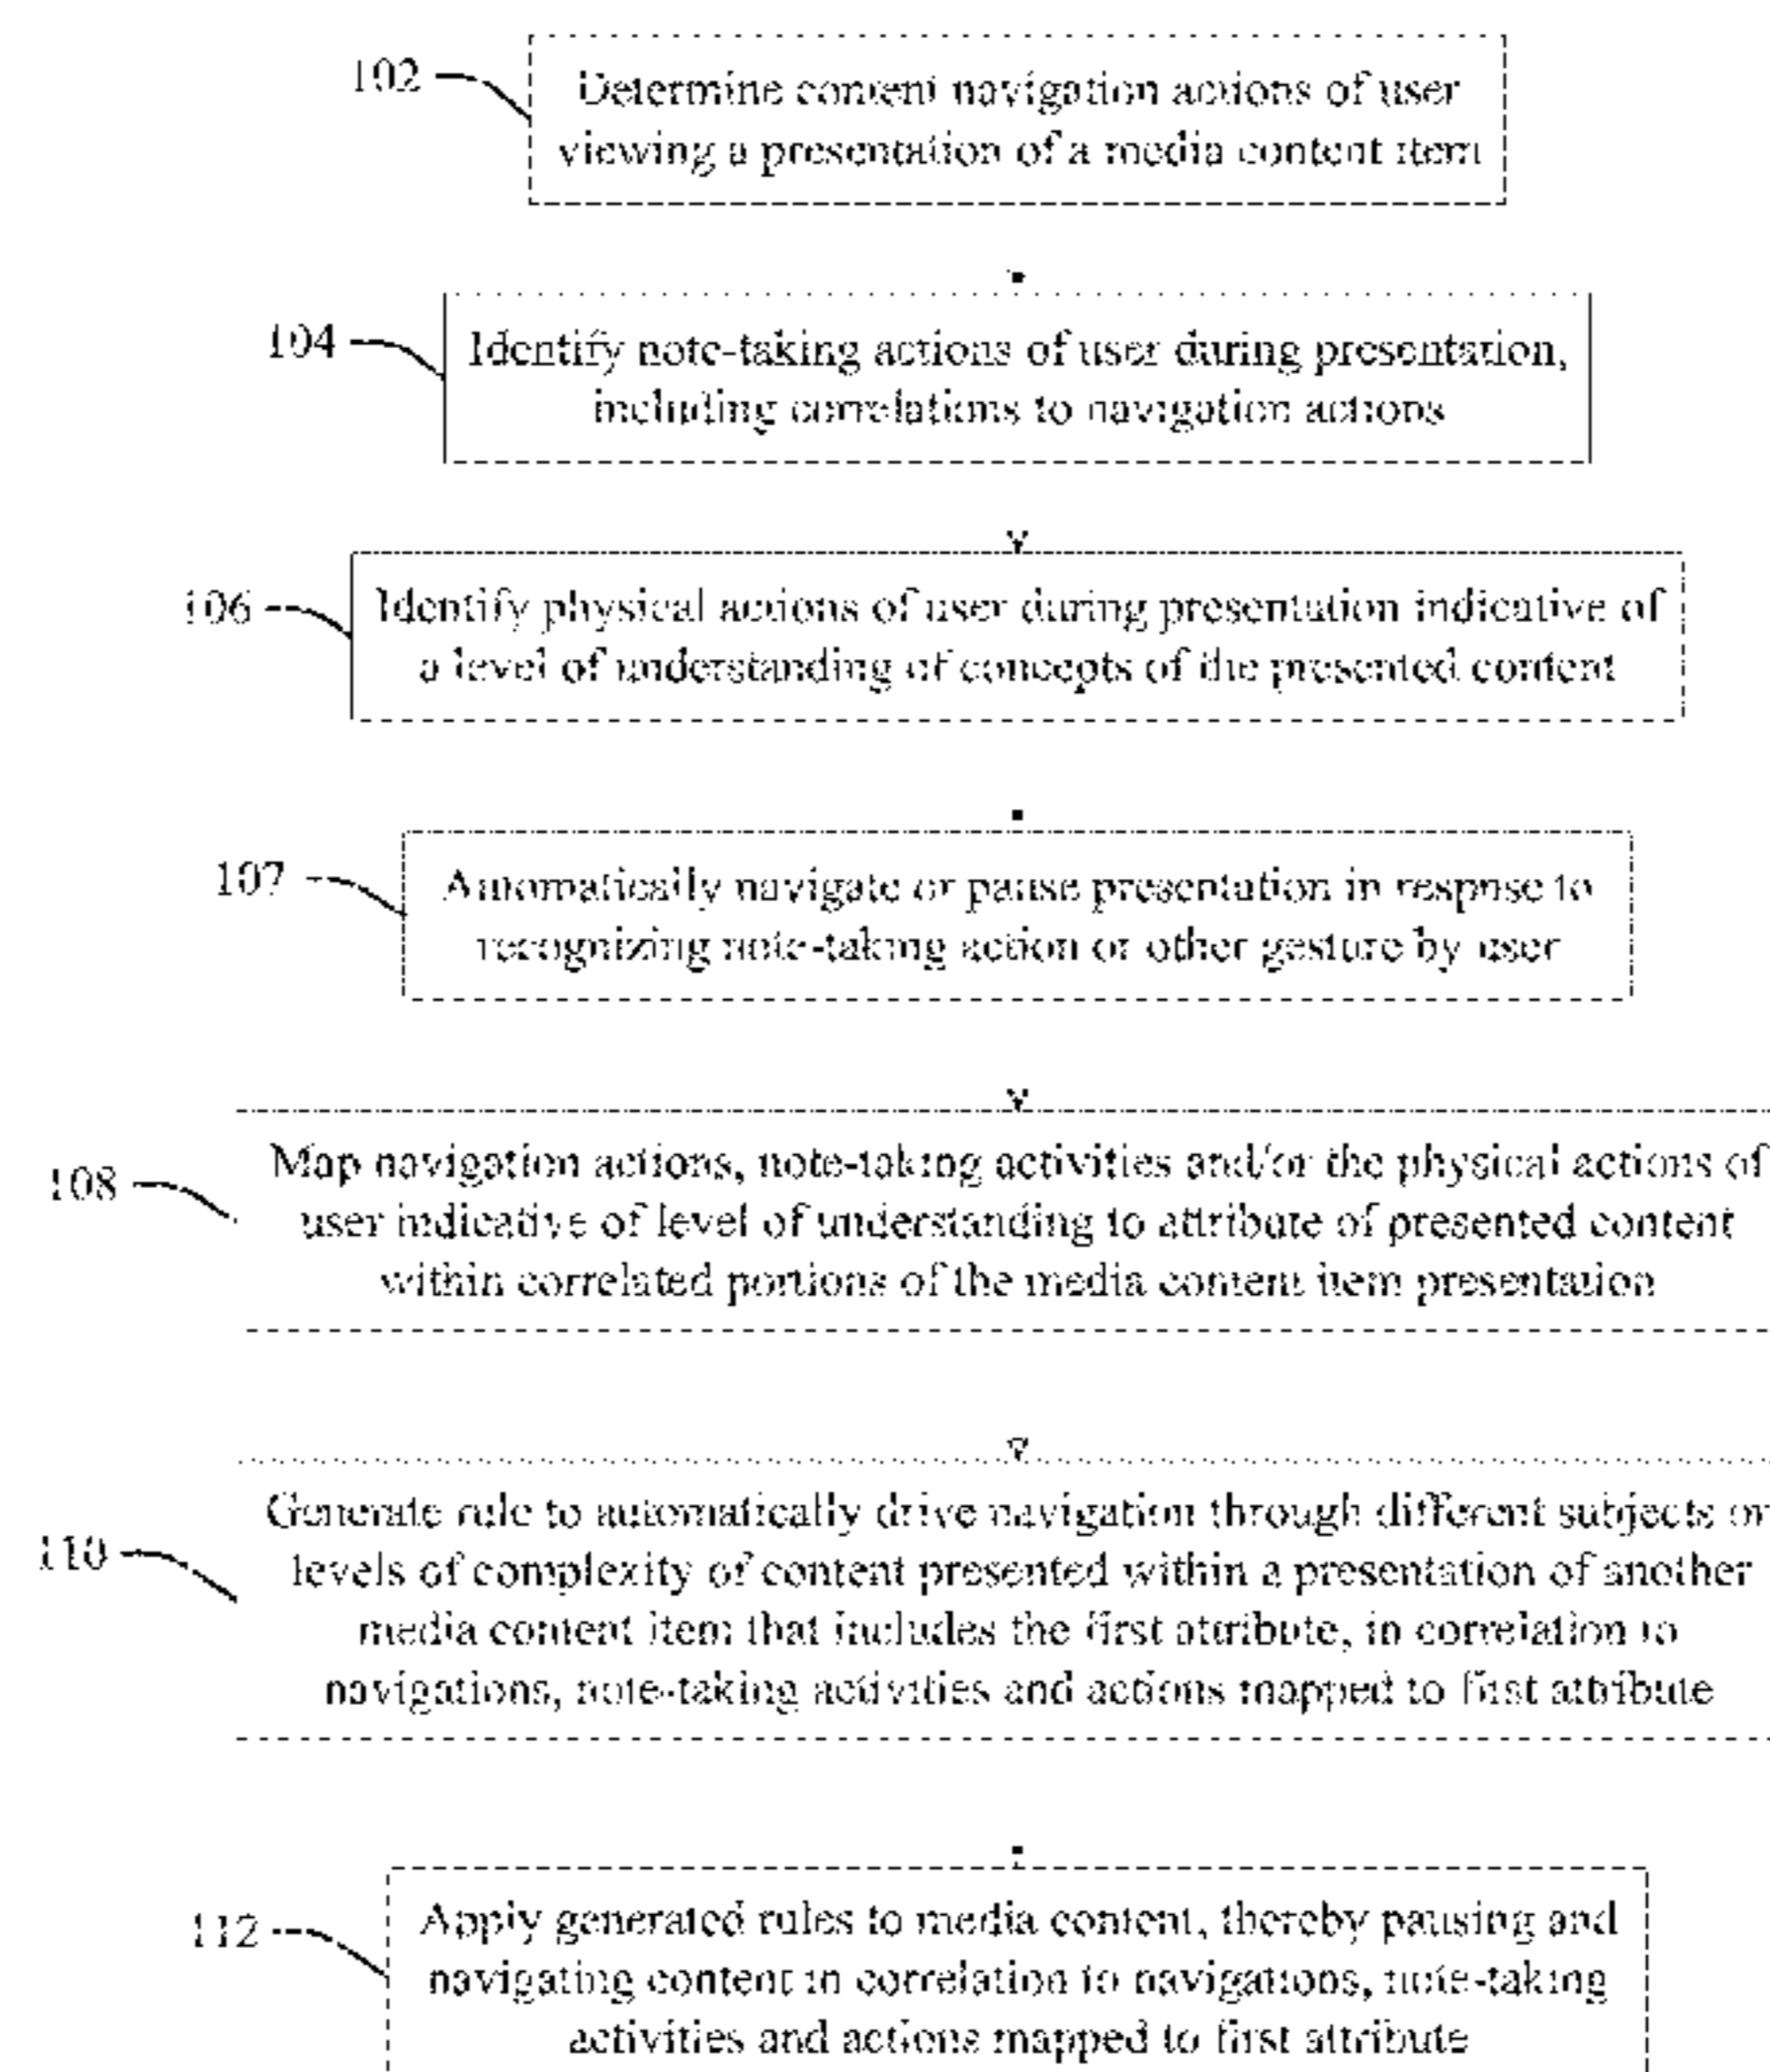 102
Determine content navigation actions of user
viewing a presentation of a media content item
104
Identify note-taking actions of user during presentation,
including correlations to navigation actions
106
Identify physical actions of user during presentation indicative of
a level of understanding of concepts of the presented content
107
Automatically navigate or pause presentation in respnse to
recognizing note-taking action or other gesture by user
108
Map navigation actions, note-taking activities and/or the physical actions of
user indicative of level of understanding to attribute of presented content
within correlated portions of the media content item presentation
110
Generate rule to automatically drive navigation through different subjects or
levels of complexity of content presented within a presentation of another
media content item that includes the first attribute, in correlation to
navigations, note-taking activities and actions mapped to first attribute
112
Apply generated rules to media content, thereby pausing and
navigating content in correlation to navigations, note-taking
activities and actions mapped to first attribute